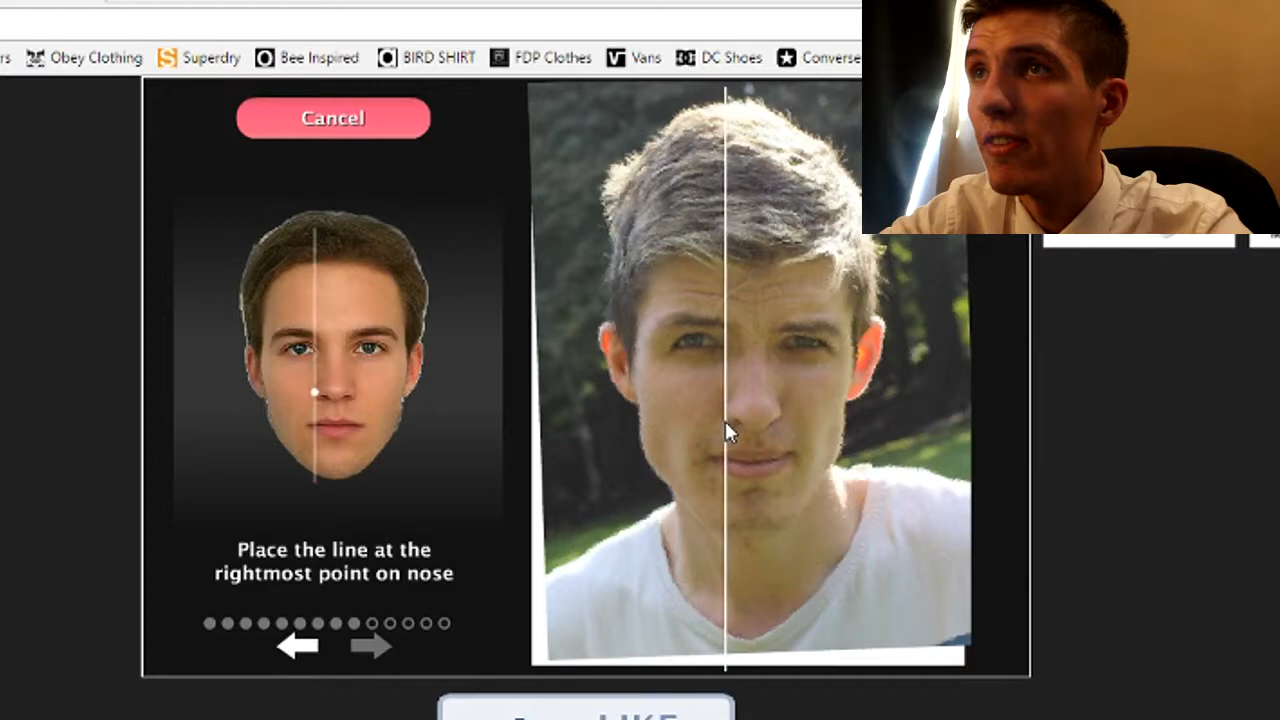 rs Obey Clothing Superdry Bee Inspired BIRD SHIRT FDP Clothes Vans DC Shoes Converse
Cancel
Place the line at the
rightmost point on nose
LIKE